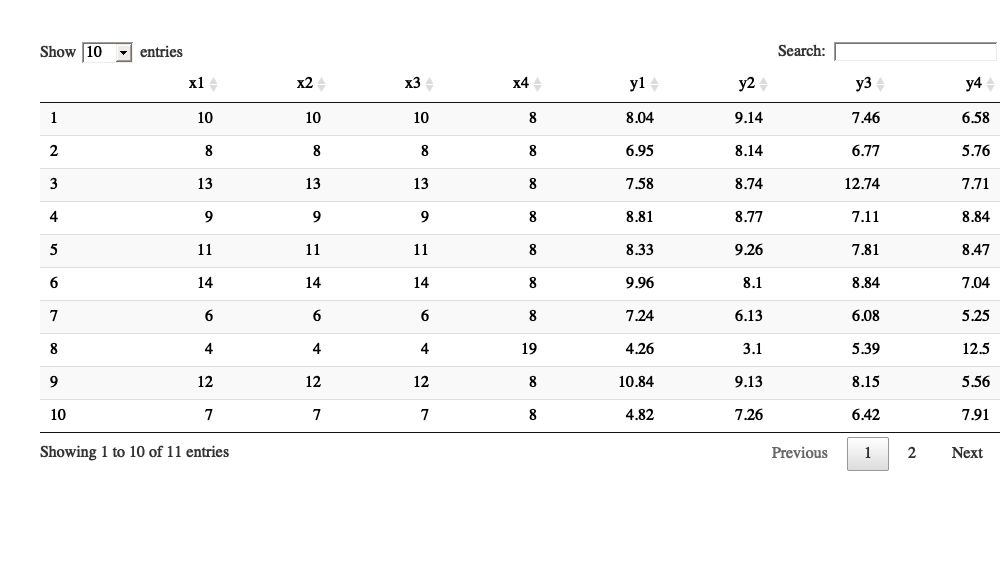 Show 10 entries Search:
x1 x2 x3 x4 y1 y2 y3 y4
1 10 10 10 8 8.04 9.14 7.46 6.58
2 8 8 8 8 6.95 8.14 6.77 5.76
3 13 13 13 8 7.58 8.74 12.74 7.71
4 9 9 9 8 8.81 8.77 7.11 8.84
5 11 11 11 8 8.33 9.26 7.81 8.47
6 14 14 14 8 9.96 8.1 8.84 7.04
7 6 6 6 8 7.24 6.13 6.08 5.25
8 4 4 4 19 4.26 3.1 5.39 12.5
9 12 12 12 8 10.84 9.13 8.15 5.56
10 7 7 7 8 4.82 7.26 6.42 7.91
Showing 1 to 10 of 11 entries Previous 1 2 Next